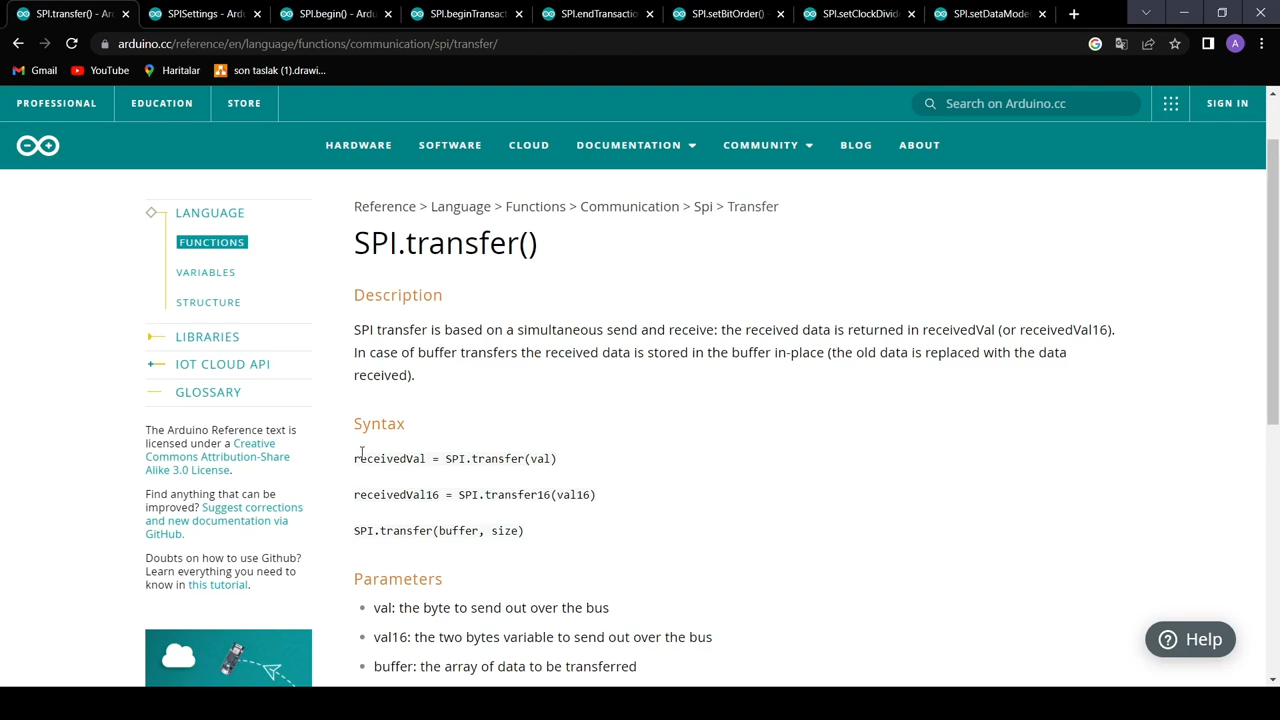 SPI.transfer() - Ar
SPISettings - Ardu
SPI.begin() - Ardu
SPI.beginTransact
SPI.endTransactio
SPI.setBitOrder()
SPI.setClockDivide
SPI.setDataMode(
arduino.cc/reference/en/language/functions/communication/spi/transfer/
A
Gmail
YouTube
Haritalar
son taslak (1).drawi...
PROFESSIONAL
EDUCATION
STORE
Search on Arduino.cc
SIGN IN
HARDWARE
SOFTWARE
CLOUD
DOCUMENTATION
COMMUNITY
BLOG
ABOUT
LANGUAGE
FUNCTIONS
VARIABLES
STRUCTURE
LIBRARIES
IOT CLOUD API
GLOSSARY
The Arduino Reference text is
licensed under a Creative
Commons Attribution-Share
Alike 3.0 License.
Find anything that can be
improved? Suggest corrections
and new documentation via
GitHub.
Doubts on how to use Github?
Learn everything you need to
know in this tutorial.
Reference > Language > Functions > Communication > Spi > Transfer
SPI.transfer()
Description
SPI transfer is based on a simultaneous send and receive: the received data is returned in receivedVal (or receivedVal16).
In case of buffer transfers the received data is stored in the buffer in-place (the old data is replaced with the data
received).
Syntax
receivedVal = SPI.transfer(val)
receivedVal16 = SPI.transfer16(val16)
SPI.transfer(buffer, size)
Parameters
val: the byte to send out over the bus
val16: the two bytes variable to send out over the bus
buffer: the array of data to be transferred
Help